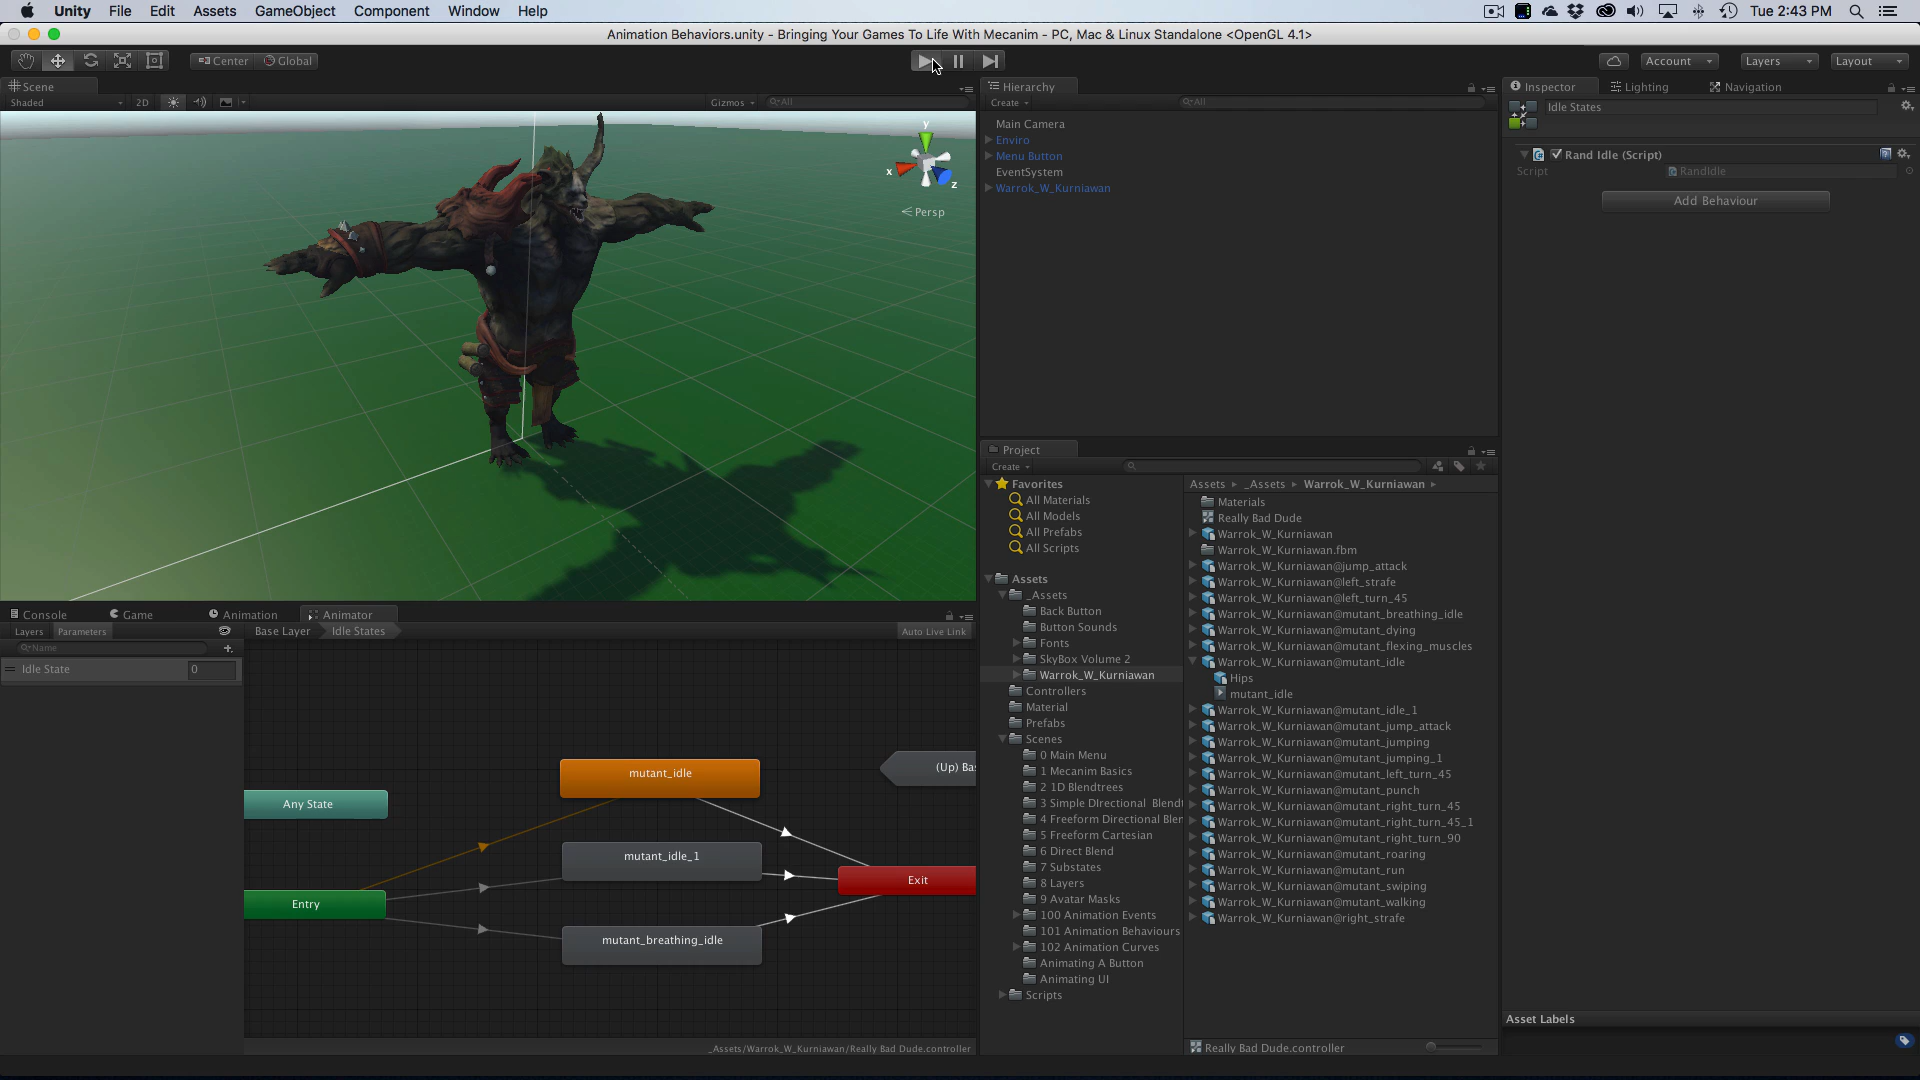 Unity File Edit Assets GameObject Component Window Help Tue 2:43 PM
Animation Behaviors.unity - Bringing Your Games To Life With Mecanim - PC, Mac & Linux Standalone <OpenGL 4.1>
Center Global Account Layers Layout
Scene
Shaded 2D Gizmos All
y
x
z
Persp
Hierarchy
Create All
Main Camera
Enviro
Menu Button
EventSystem
Warrok_W_Kurniawan
Inspector Lighting Navigation
Idle States
Rand Idle (Script)
Script RandIdle
Add Behaviour
Asset Labels
Console Game Animation Animator
Layers Parameters Base Layer Idle States Auto Live Link
Name
Idle State 0
mutant_idle
(Up) Bas
Any State
mutant_idle_1
Exit
Entry
mutant_breathing_idle
_Assets/Warrok_W_Kurniawan/Really Bad Dude.controller
Project
Create
Favorites
All Materials
All Models
All Prefabs
All Scripts
Assets
_Assets
Back Button
Button Sounds
Fonts
SkyBox Volume 2
Warrok_W_Kurniawan
Controllers
Material
Prefabs
Scenes
0 Main Menu
1 Mecanim Basics
2 1D Blendtrees
3 Simple DIrectional Blendt
4 Freeform Directional Blen
5 Freeform Cartesian
6 Direct Blend
7 Substates
8 Layers
9 Avatar Masks
100 Animation Events
101 Animation Behaviours
102 Animation Curves
Animating A Button
Animating UI
Scripts
Assets _Assets Warrok_W_Kurniawan
Materials
Really Bad Dude
Warrok_W_Kurniawan
Warrok_W_Kurniawan.fbm
Warrok_W_Kurniawan@jump_attack
Warrok_W_Kurniawan@left_strafe
Warrok_W_Kurniawan@left_turn_45
Warrok_W_Kurniawan@mutant_breathing_idle
Warrok_W_Kurniawan@mutant_dying
Warrok_W_Kurniawan@mutant_flexing_muscles
Warrok_W_Kurniawan@mutant_idle
Hips
mutant_idle
Warrok_W_Kurniawan@mutant_idle_1
Warrok_W_Kurniawan@mutant_jump_attack
Warrok_W_Kurniawan@mutant_jumping
Warrok_W_Kurniawan@mutant_jumping_1
Warrok_W_Kurniawan@mutant_left_turn_45
Warrok_W_Kurniawan@mutant_punch
Warrok_W_Kurniawan@mutant_right_turn_45
Warrok_W_Kurniawan@mutant_right_turn_45_1
Warrok_W_Kurniawan@mutant_right_turn_90
Warrok_W_Kurniawan@mutant_roaring
Warrok_W_Kurniawan@mutant_run
Warrok_W_Kurniawan@mutant_swiping
Warrok_W_Kurniawan@mutant_walking
Warrok_W_Kurniawan@right_strafe
Really Bad Dude.controller